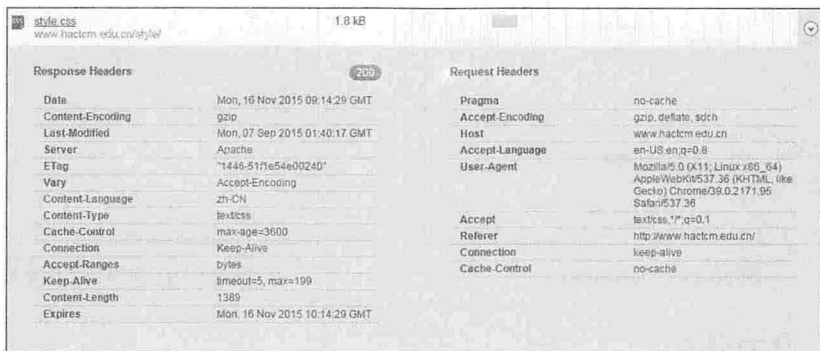 style.css 1.8 kB
www.hactcm.edu.cn/style/
Response Headers 200
Date Mon, 16 Nov 2015 09:14:29 GMT
Content-Encoding gzip
Last-Modified Mon, 07 Sep 2015 01:40:17 GMT
Server Apache
ETag "1446-51f1e54e00240"
Vary Accept-Encoding
Content-Language zh-CN
Content-Type text/css
Cache-Control max-age=3600
Connection Keep-Alive
Accept-Ranges bytes
Keep-Alive timeout=5, max=199
Content-Length 1389
Expires Mon, 16 Nov 2015 10:14:29 GMT
Request Headers
Pragma no-cache
Accept-Encoding gzip, deflate, sdch
Host www.hactcm.edu.cn
Accept-Language en-US,en;q=0.8
User-Agent Mozilla/5.0 (X11; Linux x86_64)
AppleWebKit/537.36 (KHTML, like
Gecko) Chrome/39.0.2171.95
Safari/537.36
Accept text/css,*/*;q=0.1
Referer http://www.hactcm.edu.cn/
Connection keep-alive
Cache-Control no-cache